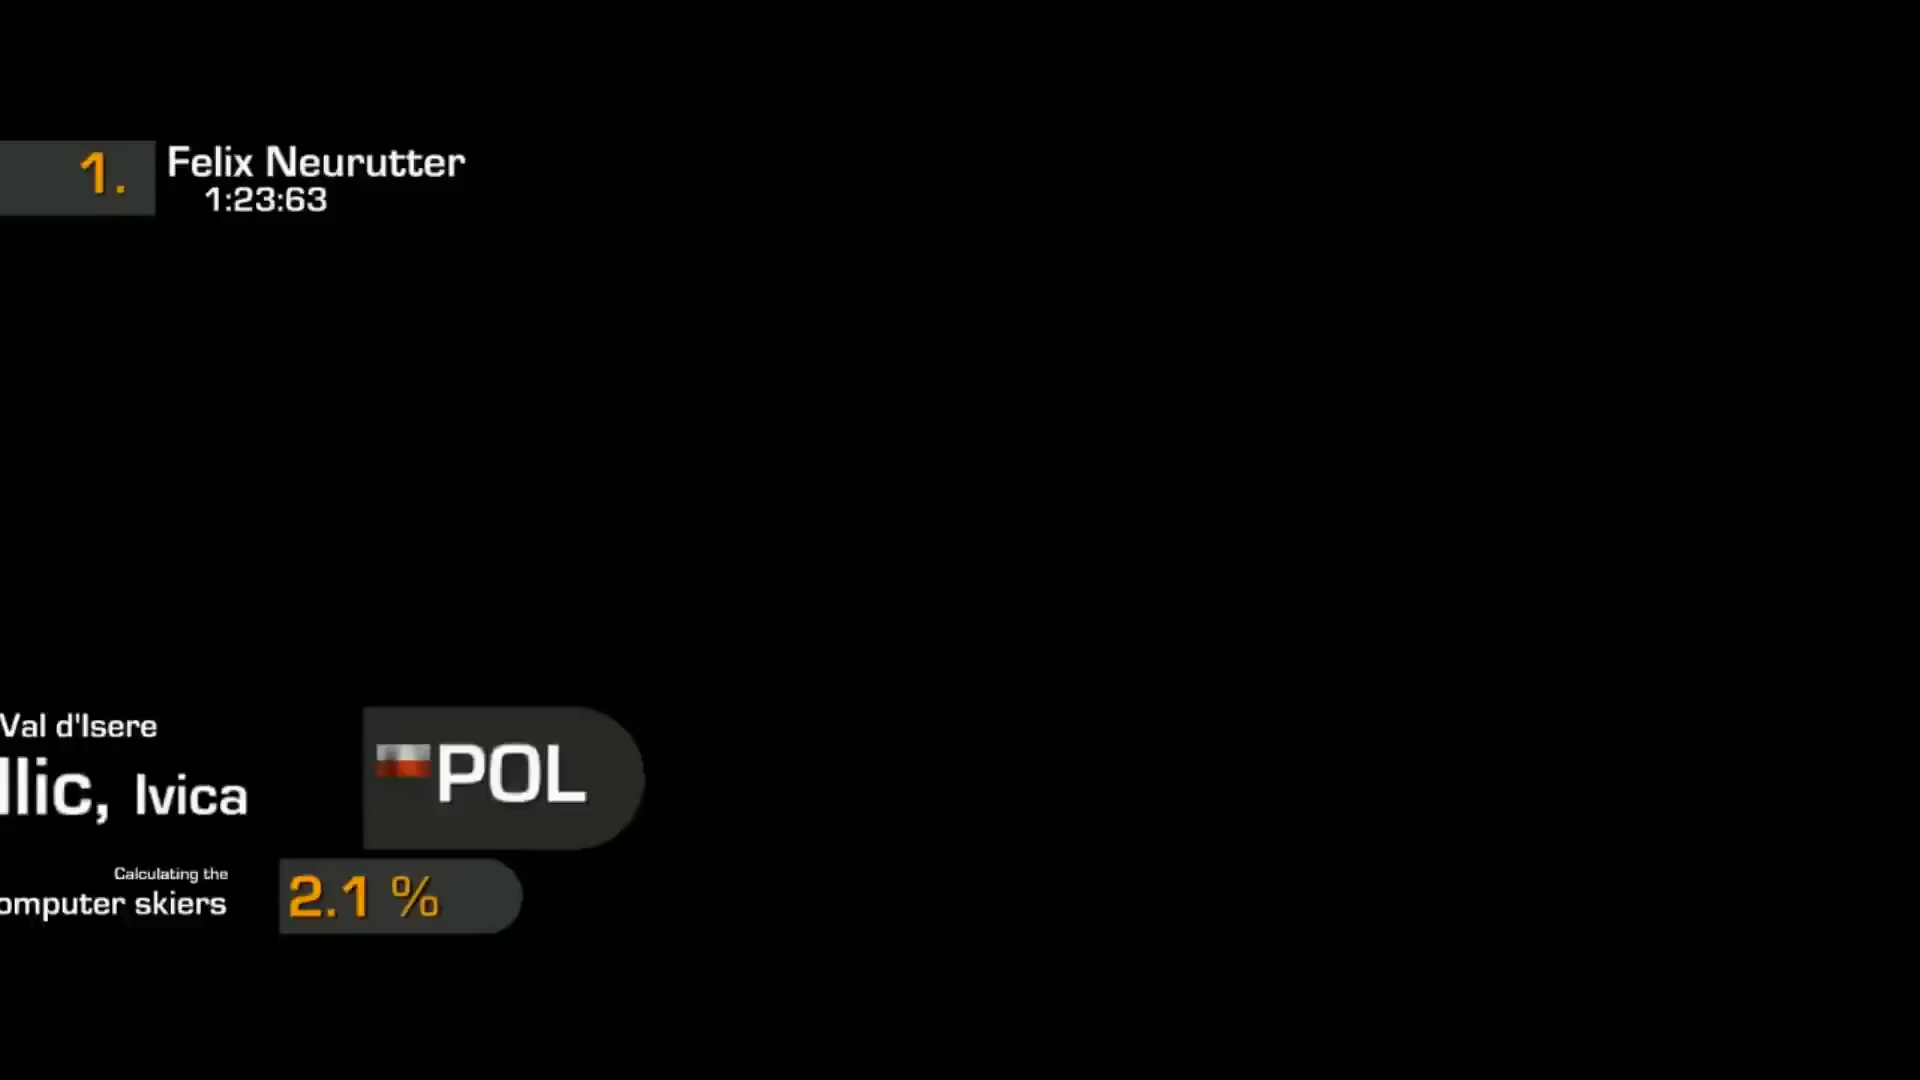 1. Felix Neurutter
1:23:63
Val d'Isere
llic, Ivica
POL
Calculating the
omputer skiers
2.1 %